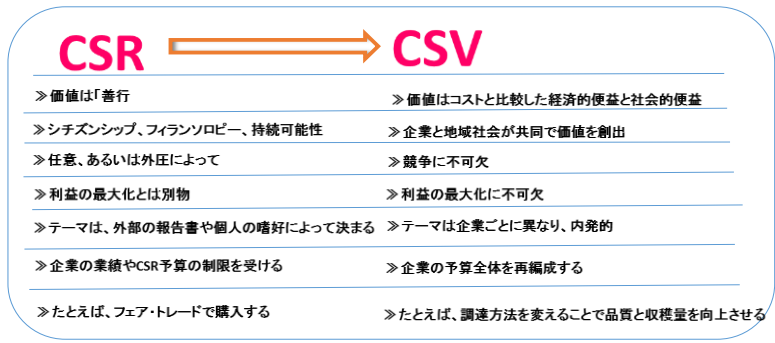 CSR CSV
≫価値は「善行 ≫価値はコストと比較した経済的便益と社会的便益
≫シチズンシップ、フィランソロピー、持続可能性 ≫企業と地域社会が共同で価値を創出
≫任意、あるいは外圧によって ≫競争に不可欠
≫利益の最大化とは別物 ≫利益の最大化に不可欠
≫テーマは、外部の報告書や個人の嗜好によって決まる ≫テーマは企業ごとに異なり、内発的
≫企業の業績やCSR予算の制限を受ける ≫企業の予算全体を再編成する
≫たとえば、フェア・トレードで購入する ≫たとえば、調達方法を変えることで品質と収穫量を向上させる